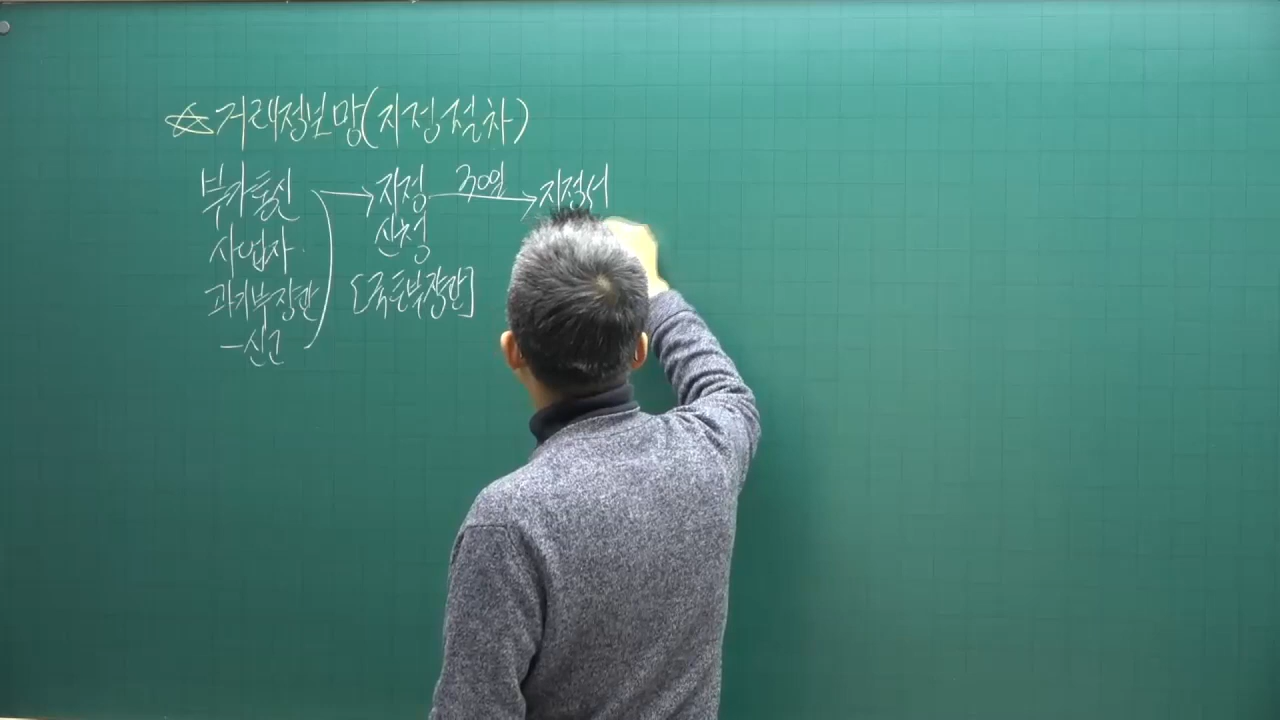 ☆거래정보망(지정절차)
부가통신 → 지정 30일→ 지정서
사업자 신청
과기부장관 [국토부장관]
-신고